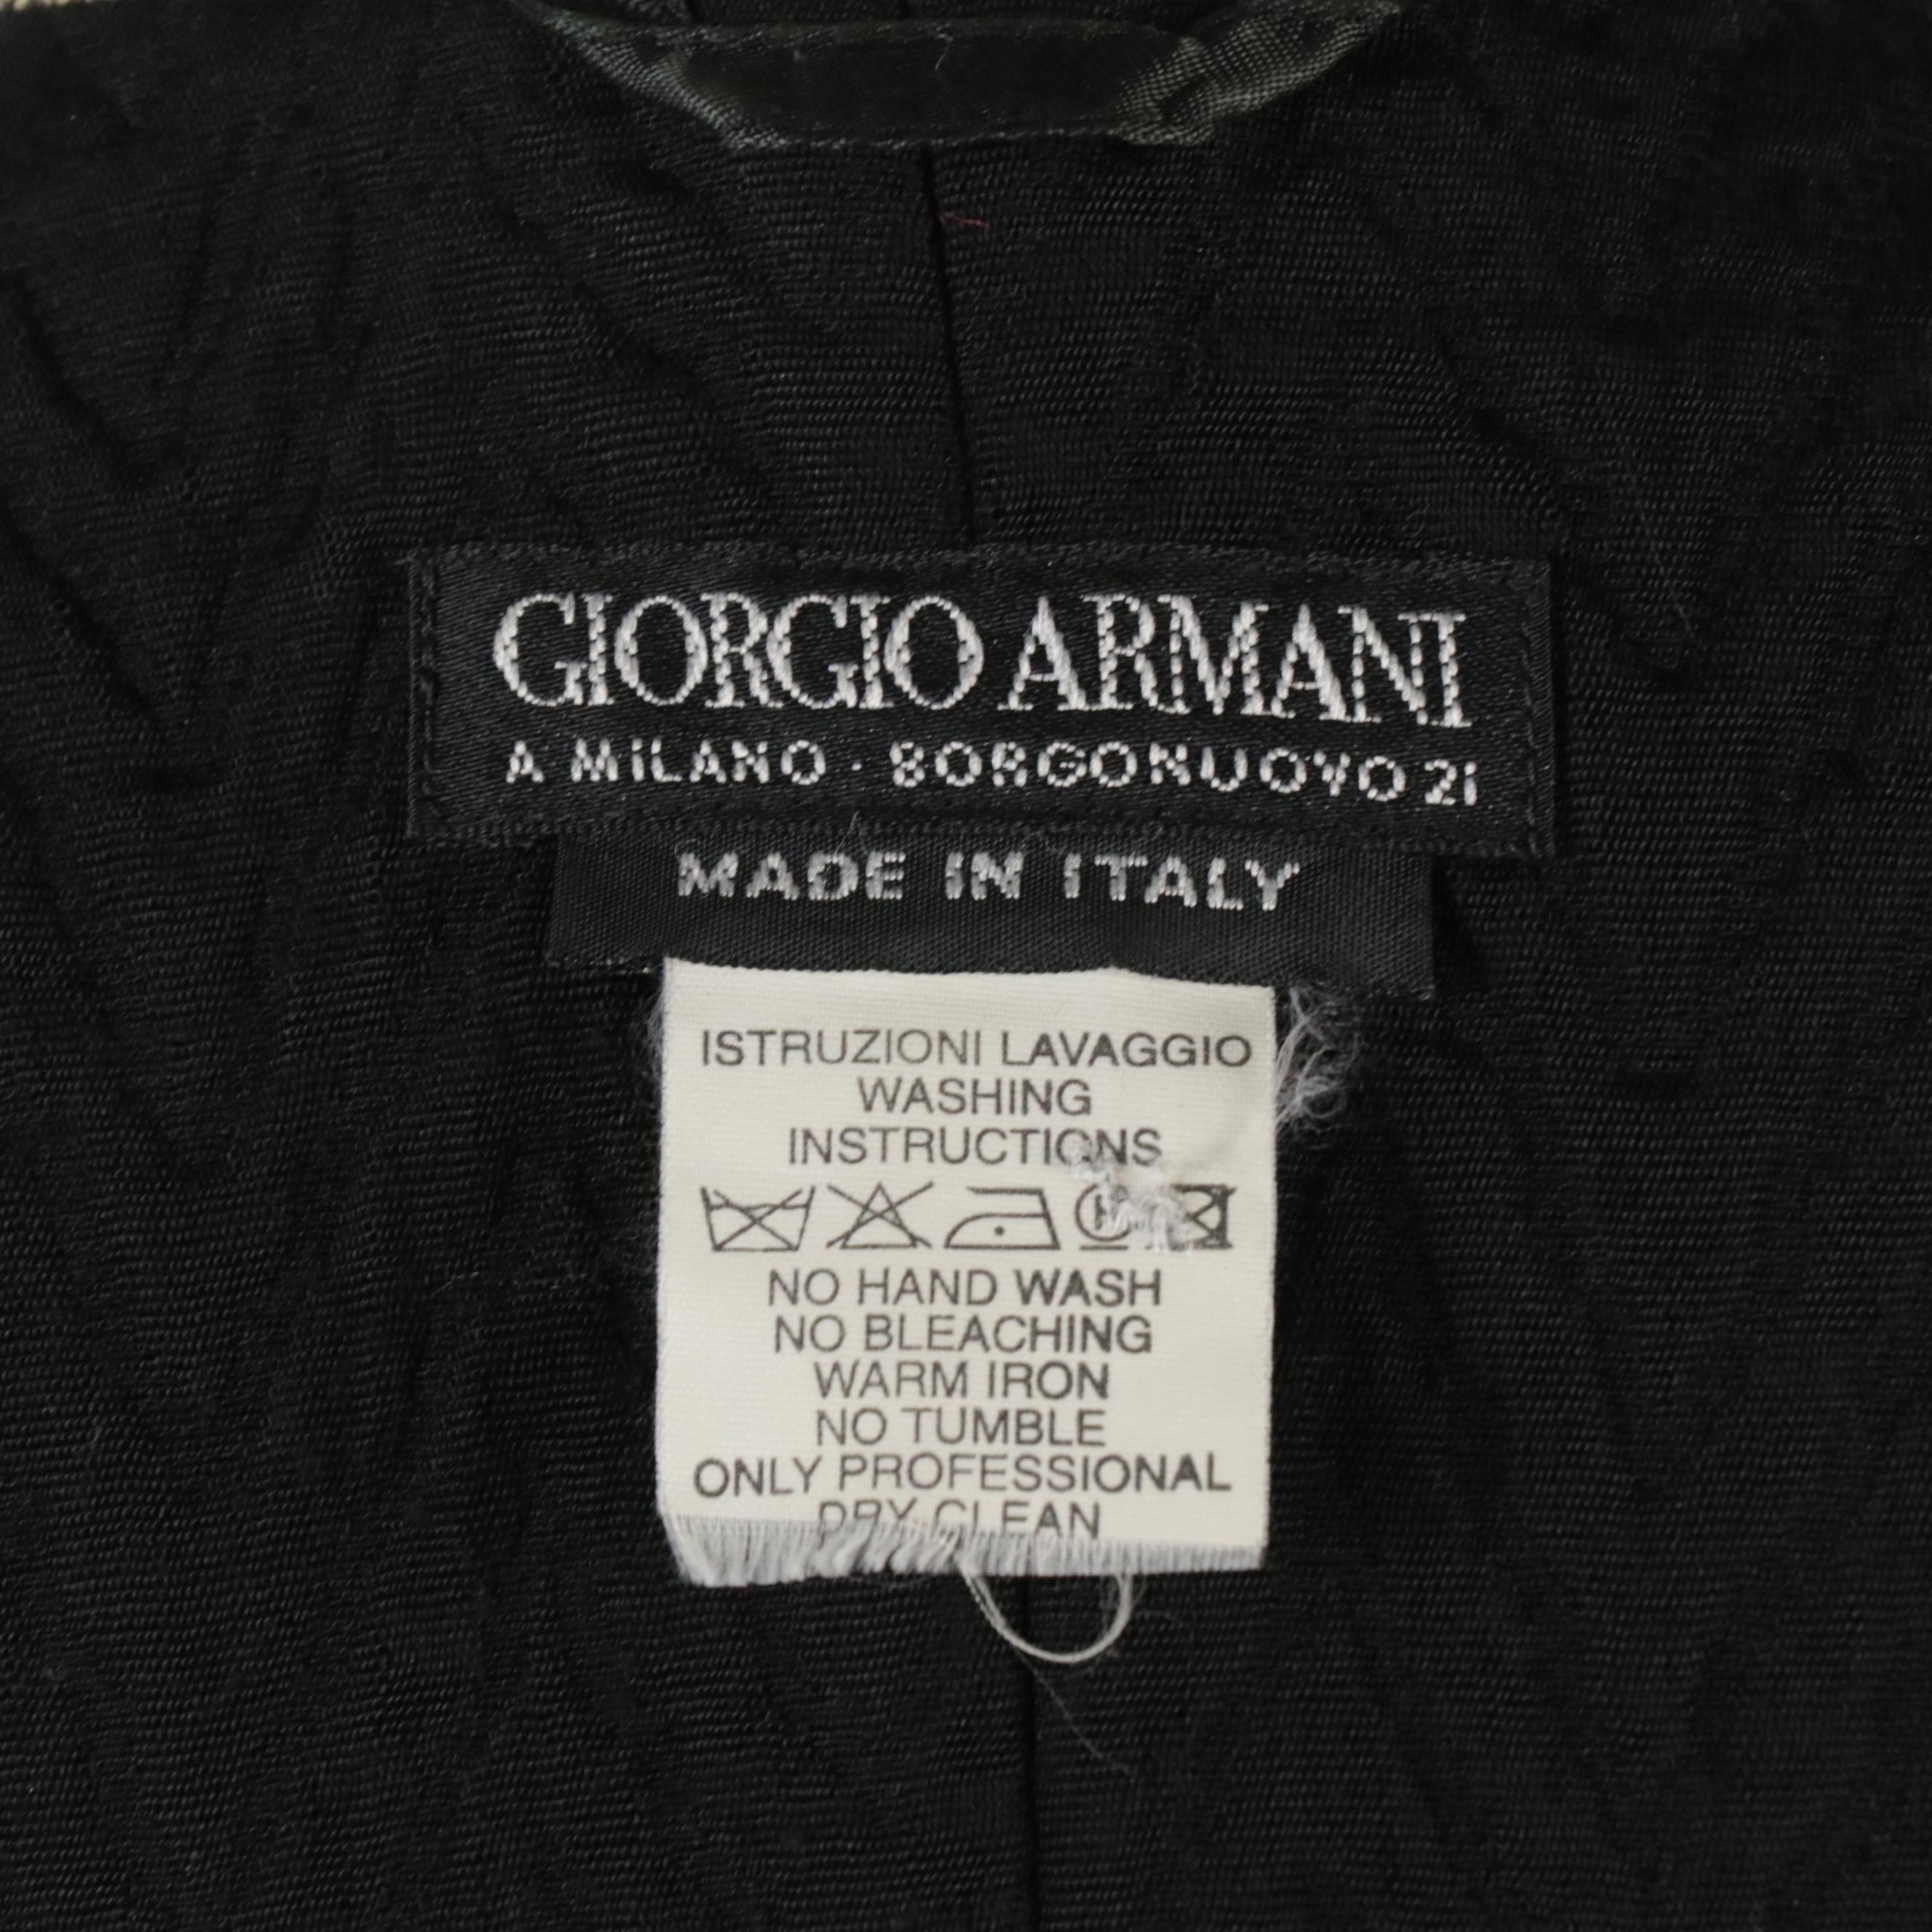 GIORGIO ARMANI
A MILANO · BORGONUOVO 21
MADE IN ITALY
ISTRUZIONI LAVAGGIO
WASHING
INSTRUCTIONS
NO HAND WASH
NO BLEACHING
WARM IRON
NO TUMBLE
ONLY PROFESSIONAL
DRY CLEAN